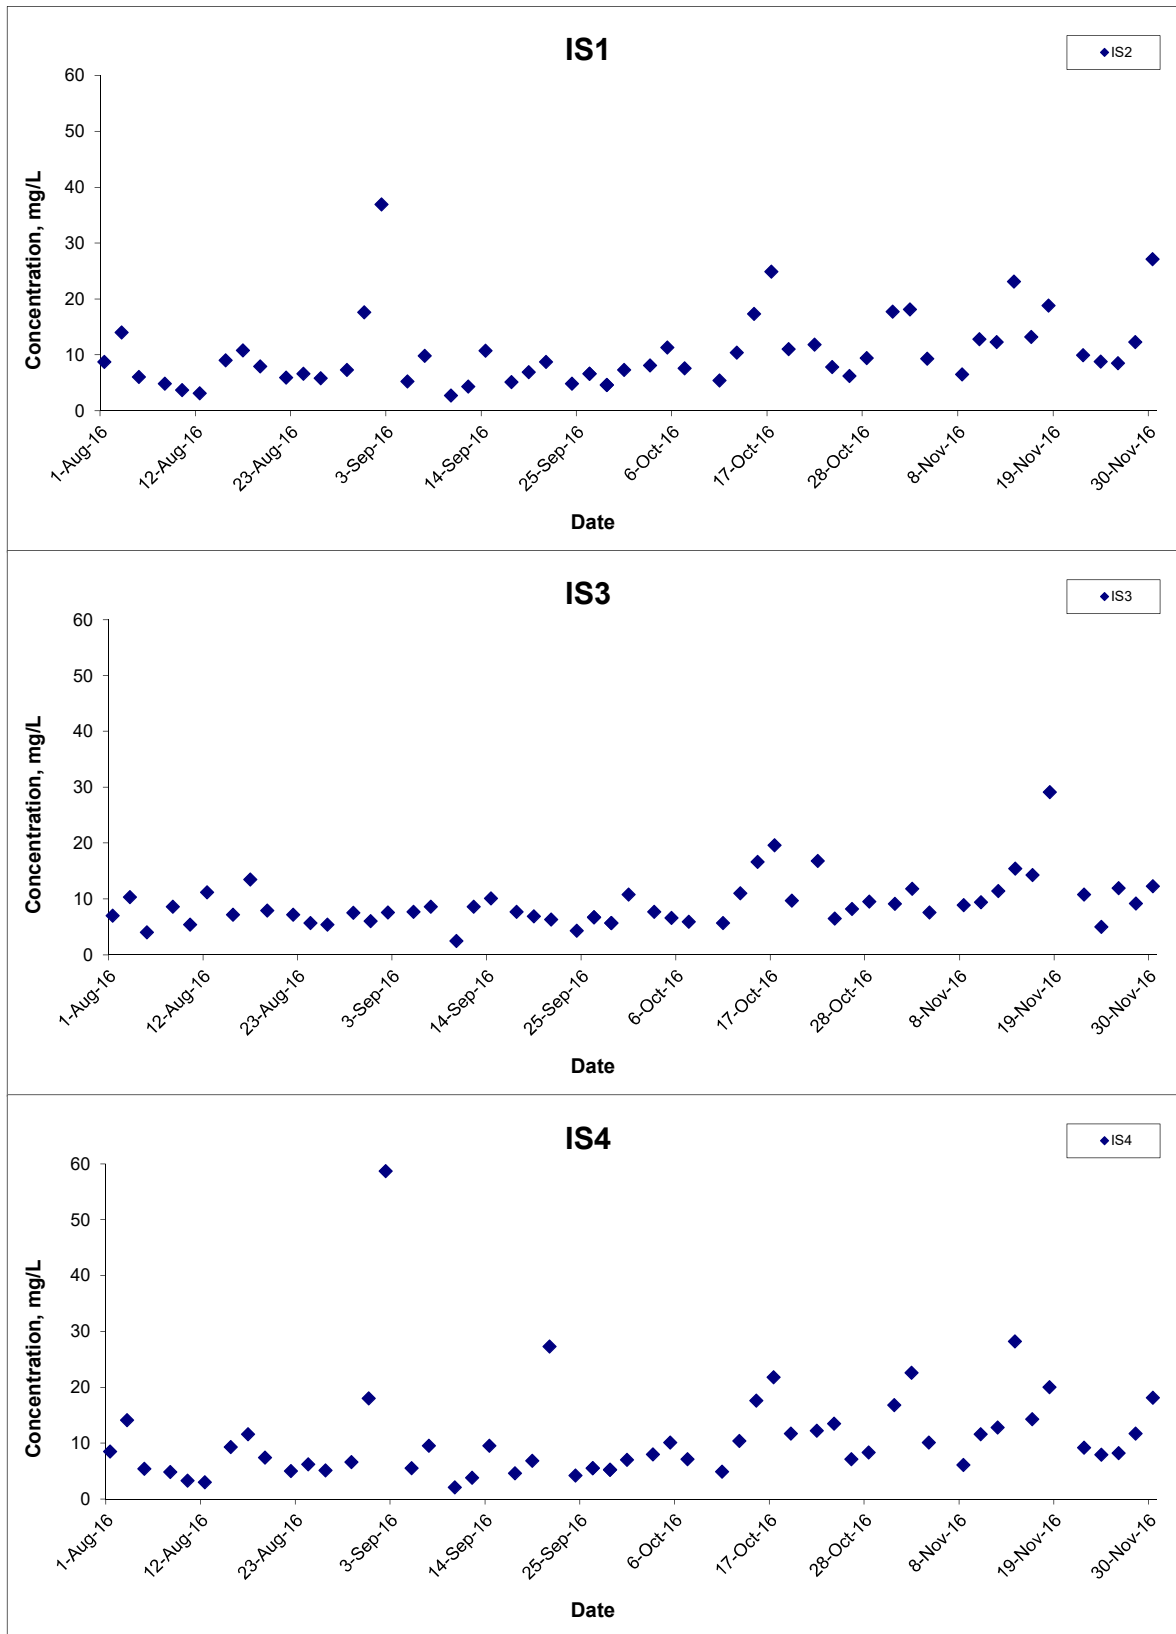 IS1
IS2
60
50
40
30
20
10
0
Concentration, mg/L
1-Aug-16 12-Aug-16 23-Aug-16 3-Sep-16 14-Sep-16 25-Sep-16 6-Oct-16 17-Oct-16 28-Oct-16 8-Nov-16 19-Nov-16 30-Nov-16
Date
IS3
IS3
60
50
40
30
20
10
0
Concentration, mg/L
1-Aug-16 12-Aug-16 23-Aug-16 3-Sep-16 14-Sep-16 25-Sep-16 6-Oct-16 17-Oct-16 28-Oct-16 8-Nov-16 19-Nov-16 30-Nov-16
Date
IS4
IS4
60
50
40
30
20
10
0
Concentration, mg/L
1-Aug-16 12-Aug-16 23-Aug-16 3-Sep-16 14-Sep-16 25-Sep-16 6-Oct-16 17-Oct-16 28-Oct-16 8-Nov-16 19-Nov-16 30-Nov-16
Date